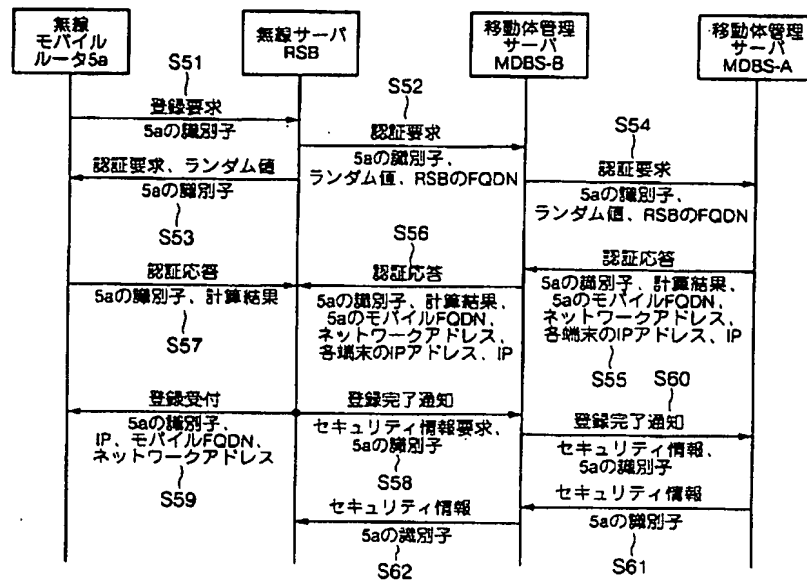 無線
モバイル
ルータ5a
無線サーバ
RSB
移動体管理
サーバ
MDBS-B
移動体管理
サーバ
MDBS-A
S51
登録要求
5aの識別子
S52
認証要求
5aの識別子、
ランダム値、RSBのFQDN
認証要求、ランダム値
5aの識別子
S53
S54
認証要求
5aの識別子、
ランダム値、RSBのFQDN
S56
認証応答
5aの識別子、計算結果
S57
認証応答
5aの識別子、計算結果、
5aのモバイルFQDN、
ネットワークアドレス、
各端末のIPアドレス、IP
認証応答
5aの識別子、計算結果、
5aのモバイルFQDN、
ネットワークアドレス、
各端末のIPアドレス、IP
S55
S60
登録受付
5aの識別子、
IP、モバイルFQDN、
ネットワークアドレス
S59
登録完了通知
セキュリティ情報要求、
5aの識別子
S58
登録完了通知
セキュリティ情報、
5aの識別子
セキュリティ情報
5aの識別子
S62
セキュリティ情報
5aの識別子
S61